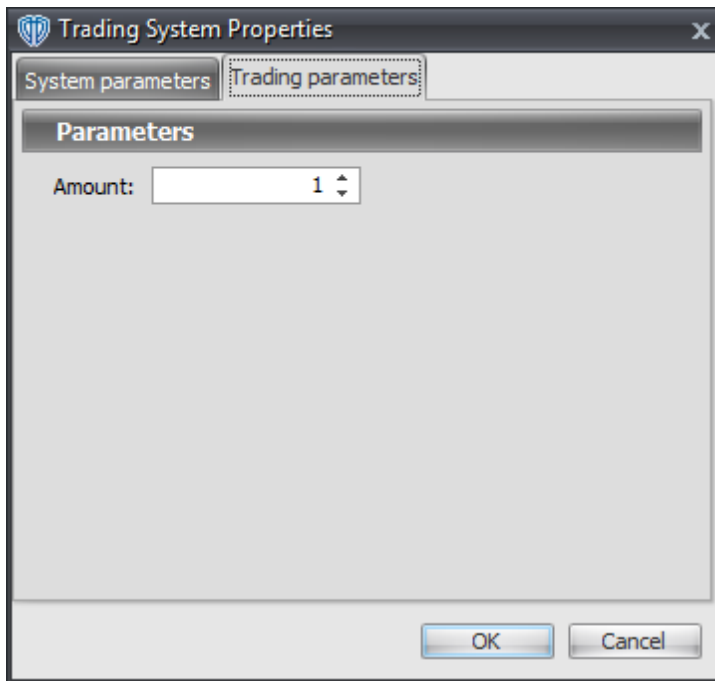 Trading System Properties x
System parameters Trading parameters
Parameters
Amount: 1
OK Cancel